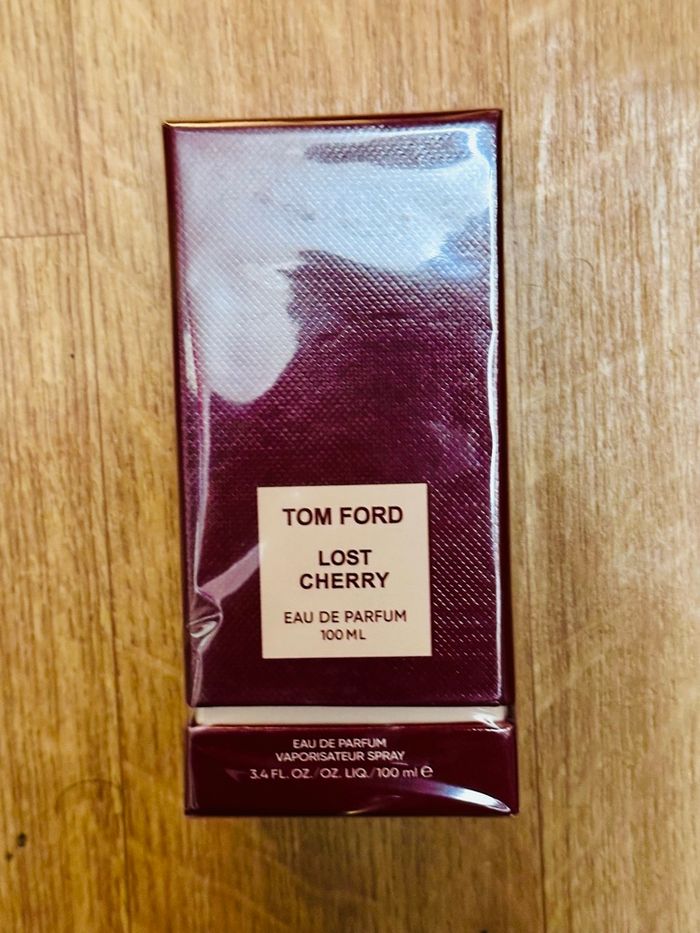 TOM FORD
LOST
CHERRY
EAU DE PARFUM
100 ML
EAU DE PARFUM
VAPORISATEUR SPRAY
3.4 FL. OZ./OZ. LIQ./100 ml ℮